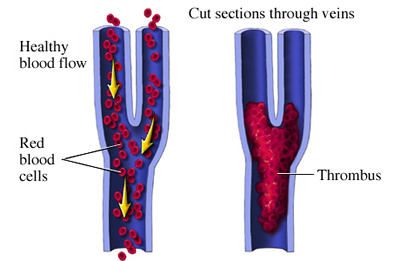 Cut sections through veins
Healthy
blood flow
Red
blood
cells
Thrombus